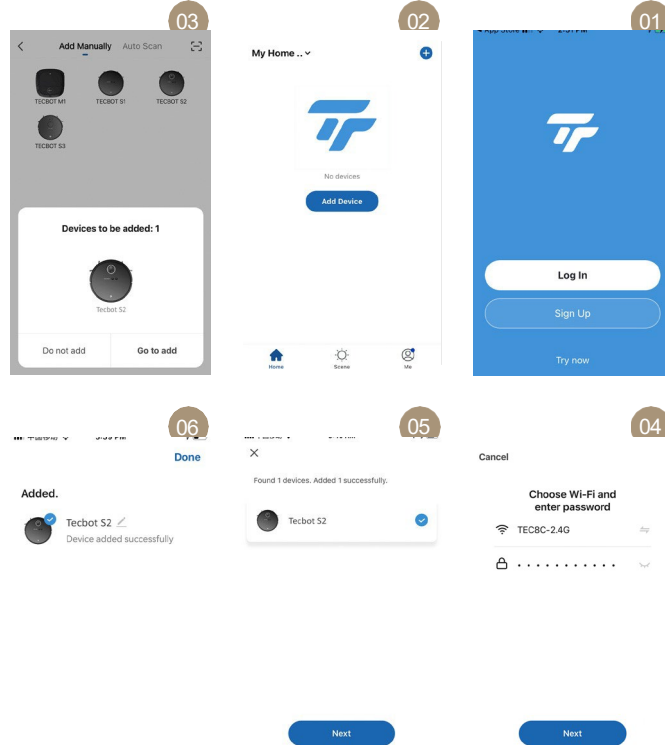 01
Log In
Sign Up
Try now
02
My Home ..
No devices
Add Device
Home
Scene
Me
03
Add Manually Auto Scan
TECBOT M1
TECBOT S1
TECBOT S2
TECBOT S3
Devices to be added: 1
Tecbot S2
Do not add
Go to add
04
Cancel
Choose Wi-Fi and
enter password
TEC8C-2.4G
Next
05
Found 1 devices. Added 1 successfully.
Tecbot S2
Next
06
Done
Added.
Tecbot S2
Device added successfully